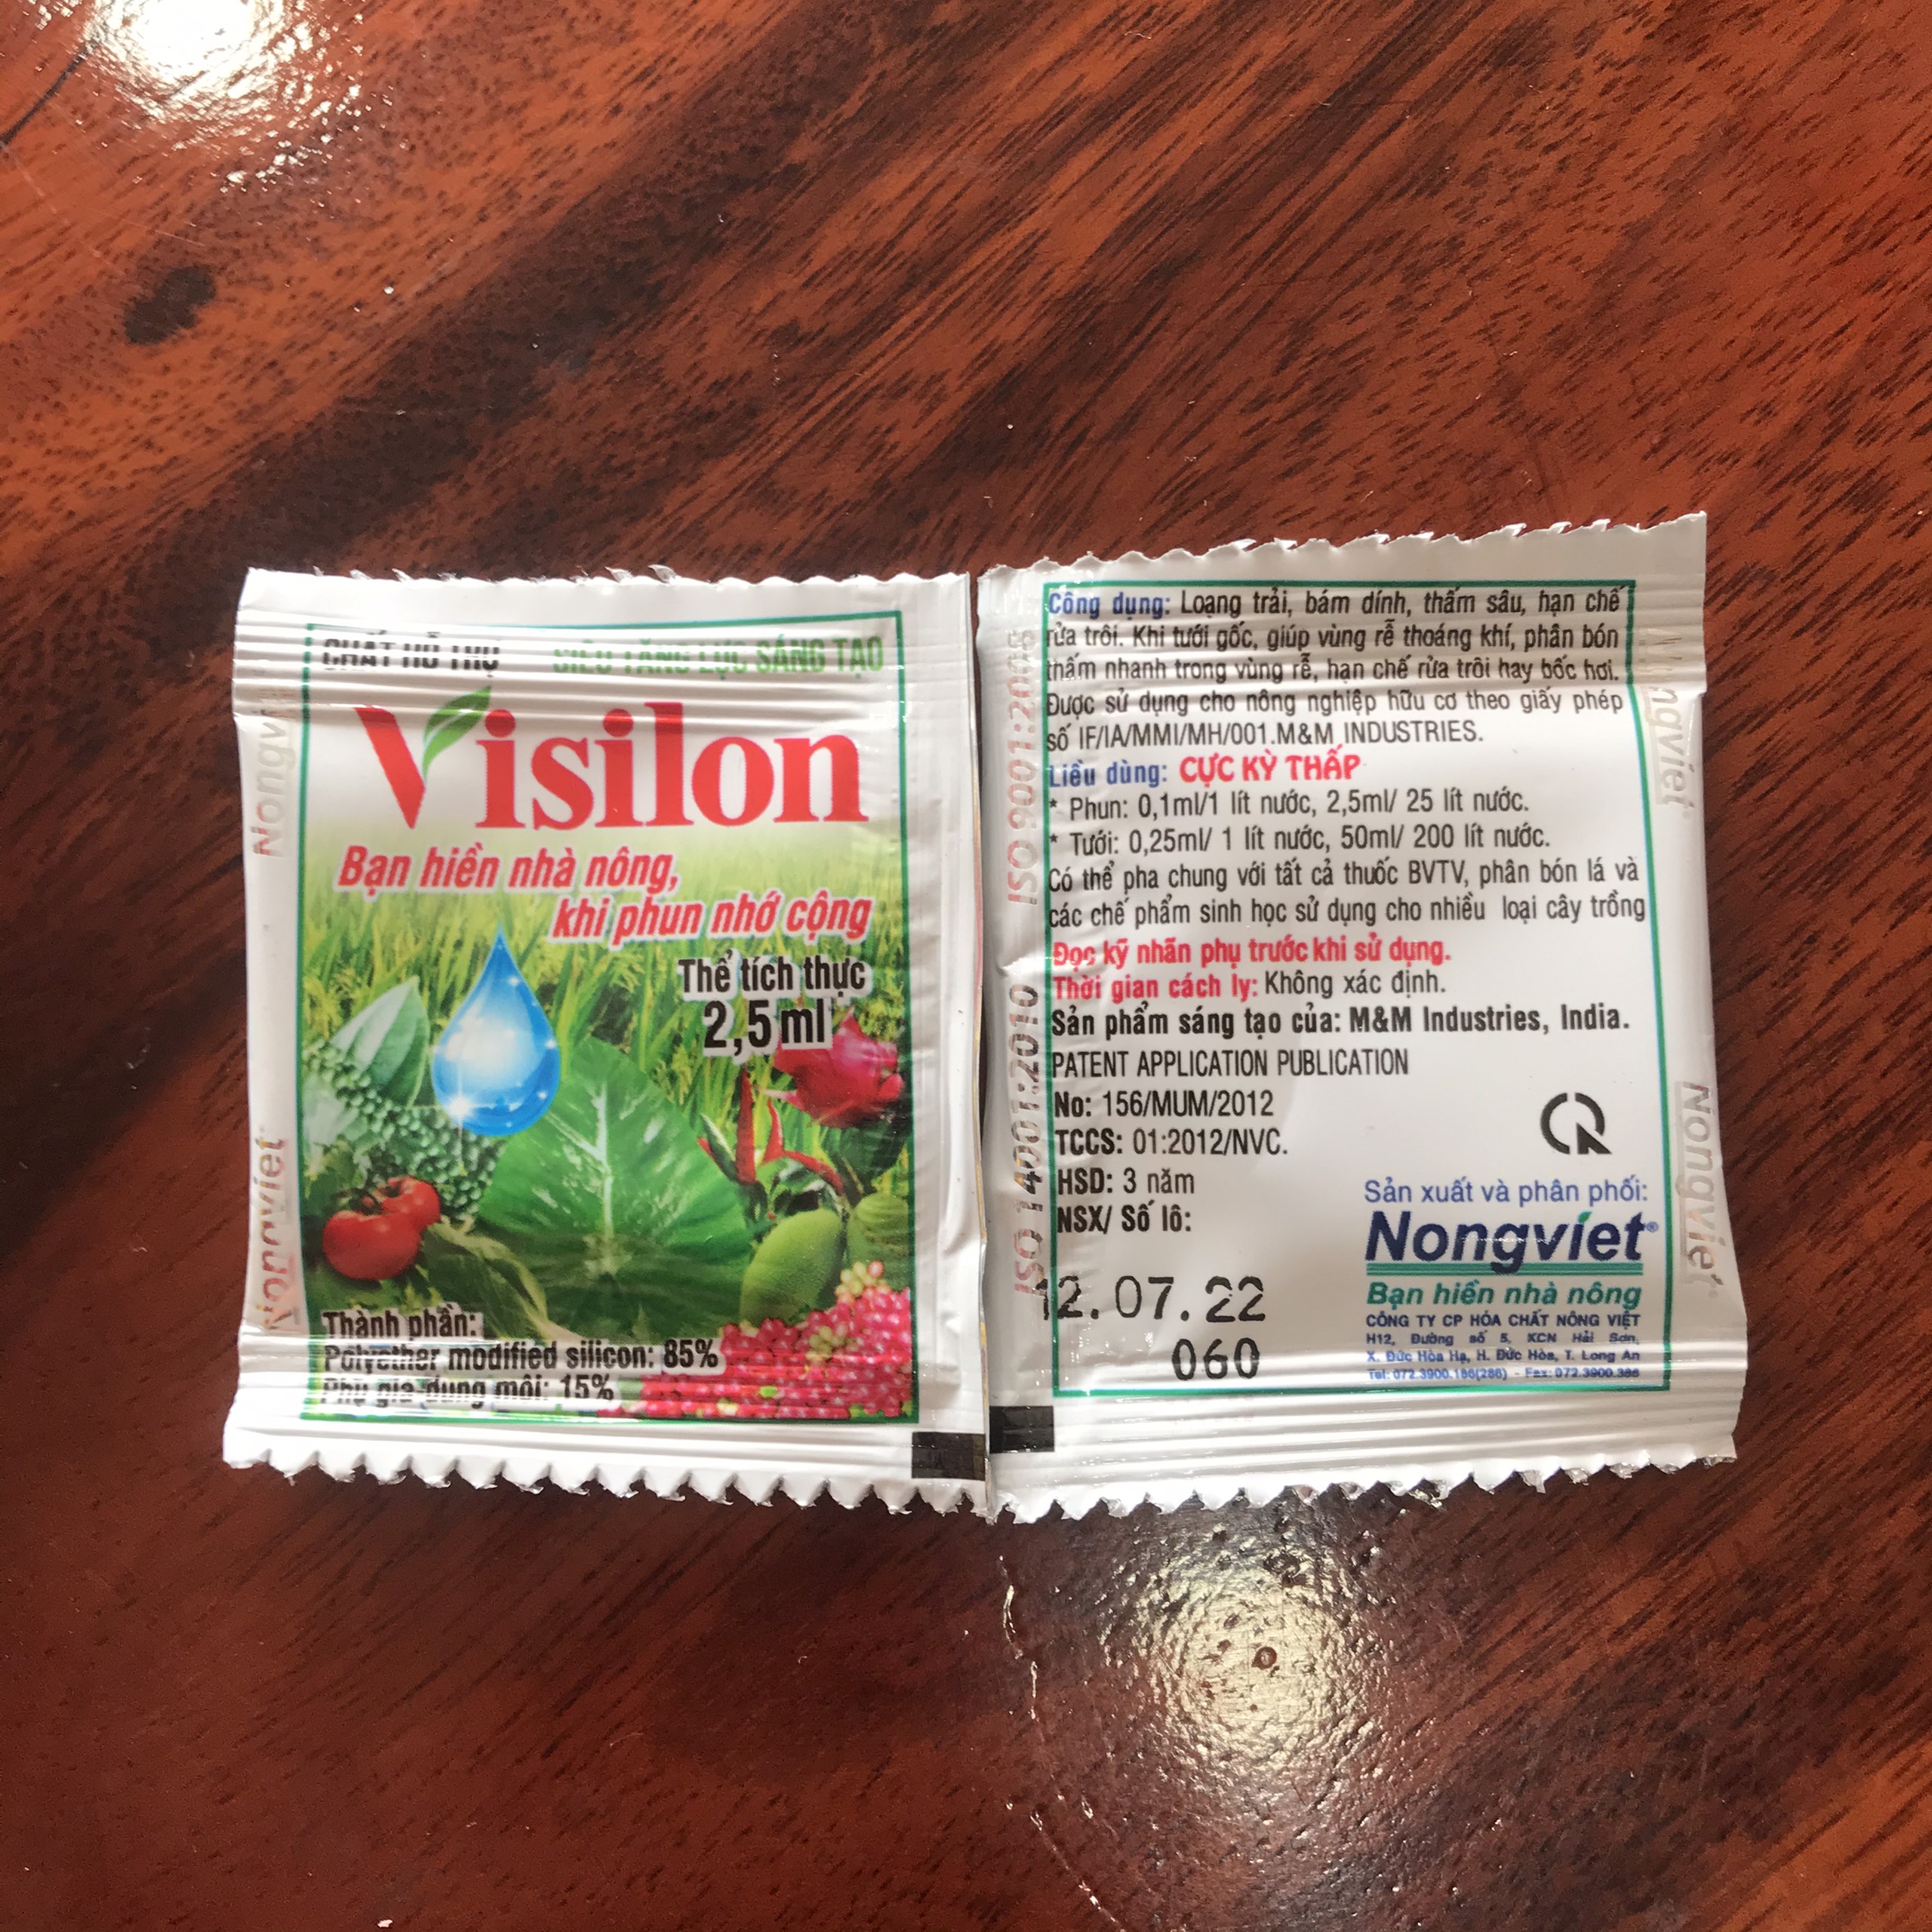 CHẤT HỖ TRỢ SIÊU TĂNG LỰC SÁNG TẠO
Visilon
Bạn hiền nhà nông,
khi phun nhớ cộng
Thể tích thực
2,5 ml
Thành phần:
Polyether modified silicon: 85%
Phụ gia dung môi: 15%
Nongviet
Nongviet
ISO 9001:2008
ISO 14001:2010
Công dụng: Loang trải, bám dính, thấm sâu, hạn chế
rửa trôi. Khi tưới gốc, giúp vùng rễ thoáng khí, phân bón
thấm nhanh trong vùng rễ, hạn chế rửa trôi hay bốc hơi.
Được sử dụng cho nông nghiệp hữu cơ theo giấy phép
số IF/IA/MMI/MH/001.M&M INDUSTRIES.
Liều dùng: CỰC KỲ THẤP
* Phun: 0,1ml/1 lít nước, 2,5ml/ 25 lít nước.
* Tưới: 0,25ml/ 1 lít nước, 50ml/ 200 lít nước.
Có thể pha chung với tất cả thuốc BVTV, phân bón lá và
các chế phẩm sinh học sử dụng cho nhiều loại cây trồng
Đọc kỹ nhãn phụ trước khi sử dụng.
Thời gian cách ly: Không xác định.
Sản phẩm sáng tạo của: M&M Industries, India.
PATENT APPLICATION PUBLICATION
No: 156/MUM/2012
TCCS: 01:2012/NVC.
HSD: 3 năm
NSX/ Số lô:
12.07.22
060
Sản xuất và phân phối:
Nongviet®
Bạn hiền nhà nông
CÔNG TY CP HÓA CHẤT NÔNG VIỆT
H12, Đường số 5, KCN Hải Sơn,
X. Đức Hòa Hạ, H. Đức Hòa, T. Long An
Tel: 072.3900.186(286) - Fax: 072.3900.386
Nongviet
Nongviet